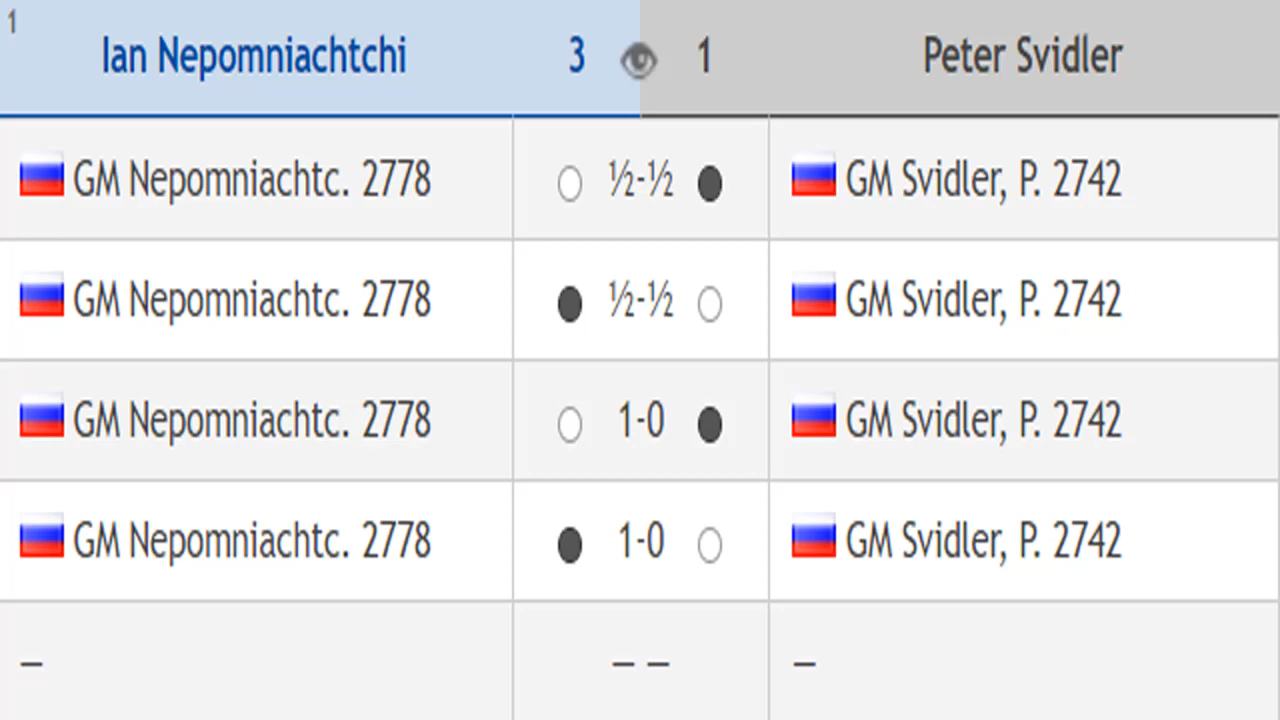 1
Ian Nepomniachtchi 3 1 Peter Svidler
GM Nepomniachtc. 2778 ½-½ GM Svidler, P. 2742
GM Nepomniachtc. 2778 ½-½ GM Svidler, P. 2742
GM Nepomniachtc. 2778 1-0 GM Svidler, P. 2742
GM Nepomniachtc. 2778 1-0 GM Svidler, P. 2742
– – – –